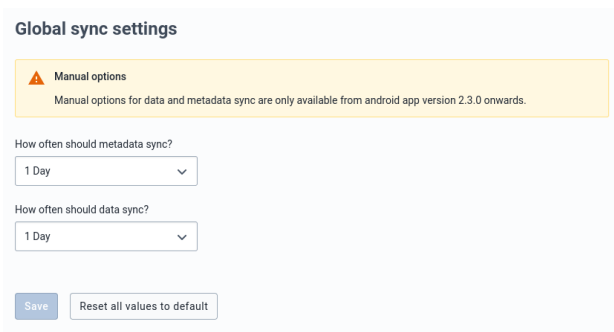 Global sync settings
Manual options
Manual options for data and metadata sync are only available from android app version 2.3.0 onwards.
How often should metadata sync?
1 Day
How often should data sync?
1 Day
Save
Reset all values to default